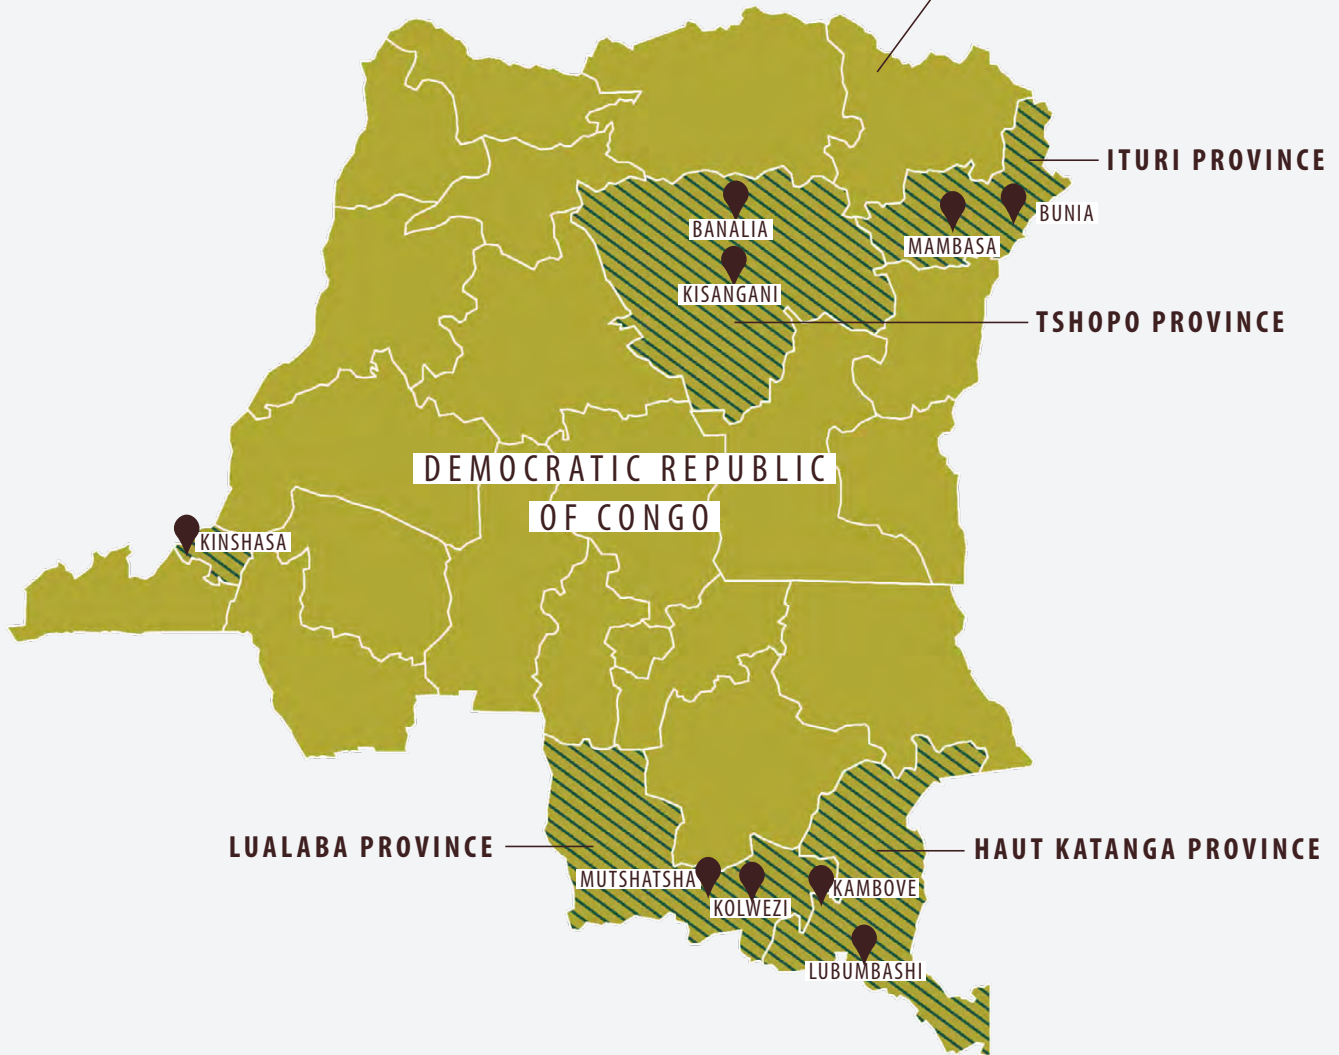 ITURI PROVINCE
BUNIA
BANALIA
MAMBASA
KISANGANI
TSHOPO PROVINCE
DEMOCRATIC REPUBLIC
OF CONGO
KINSHASA
LUALABA PROVINCE
HAUT KATANGA PROVINCE
MUTSHATSHA
KAMBOVE
KOLWEZI
LUBUMBASHI